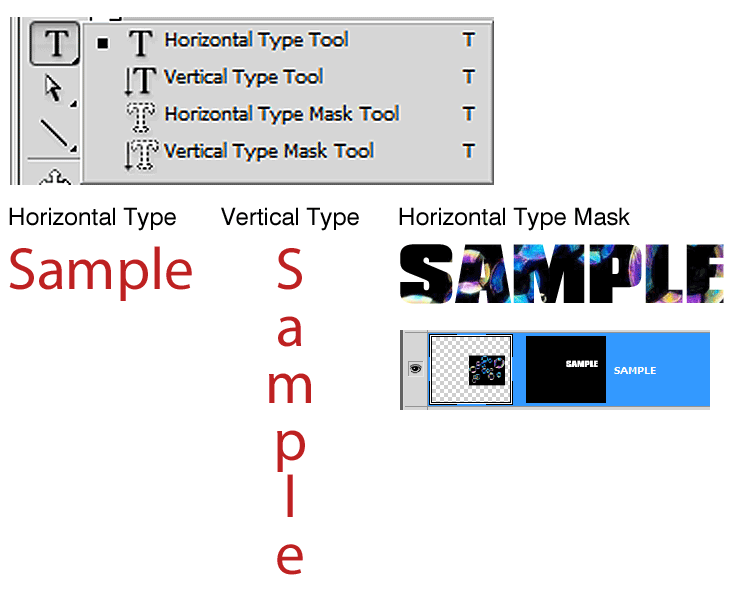 T
Horizontal Type Tool T
Vertical Type Tool T
Horizontal Type Mask Tool T
Vertical Type Mask Tool T
Horizontal Type Vertical Type Horizontal Type Mask
Sample
S
a
m
p
l
e
SAMPLE
SAMPLE SAMPLE